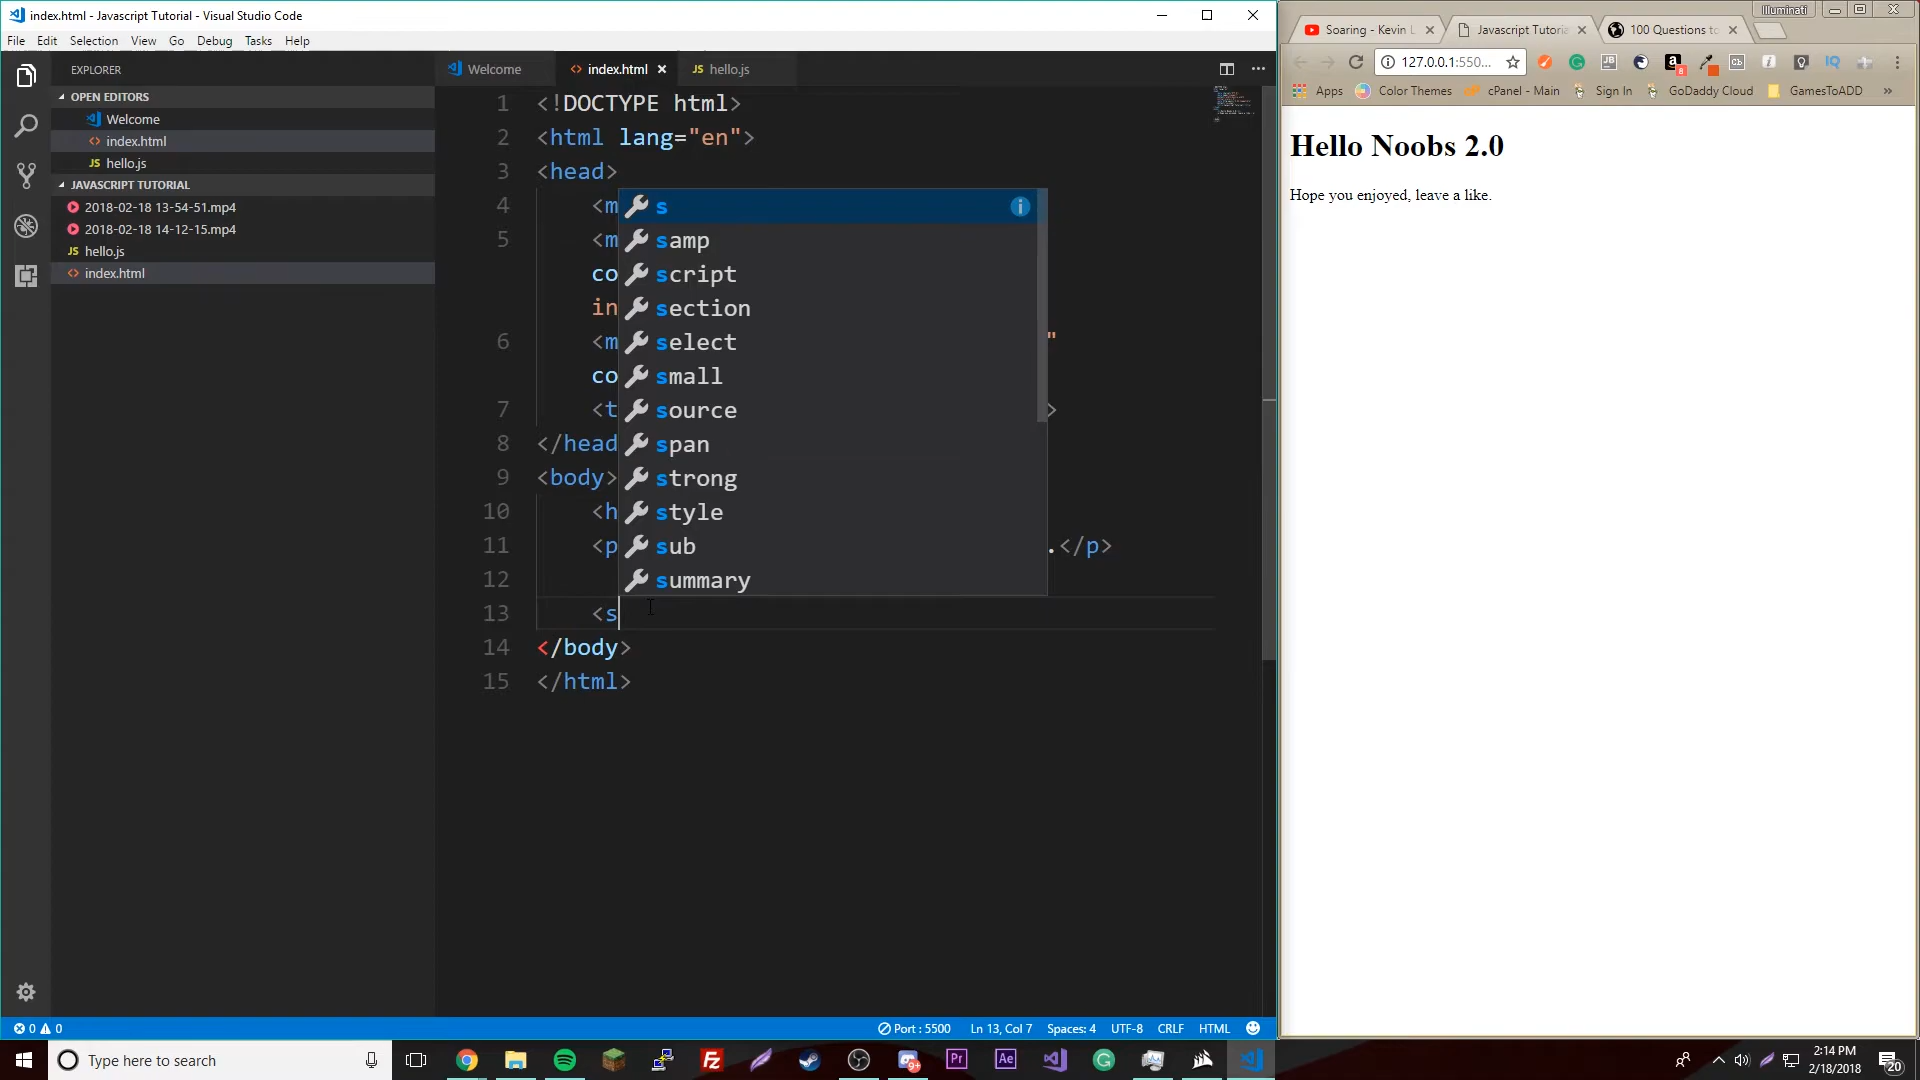 index.html - Javascript Tutorial - Visual Studio Code
File Edit Selection View Go Debug Tasks Help
EXPLORER
OPEN EDITORS
Welcome
index.html
JS hello.js
JAVASCRIPT TUTORIAL
2018-02-18 13-54-51.mp4
2018-02-18 14-12-15.mp4
JS hello.js
index.html
Welcome index.html JS hello.js
1 <!DOCTYPE html>
2 <html lang="en">
3 <head>
4 <m
5 <m
co
in
6 <m "
co
7 <t >
8 </head
9 <body>
10 <h
11 <p .</p>
12
13 <s
14 </body>
15 </html>
s
samp
script
section
select
small
source
span
strong
style
sub
summary
0 0 Port : 5500 Ln 13, Col 7 Spaces: 4 UTF-8 CRLF HTML
Illuminati
Soaring - Kevin L Javascript Tutoria 100 Questions to
127.0.0.1:550...
Apps Color Themes cPanel - Main Sign In GoDaddy Cloud GamesToADD »
Hello Noobs 2.0
Hope you enjoyed, leave a like.
Type here to search
2:14 PM
2/18/2018
20